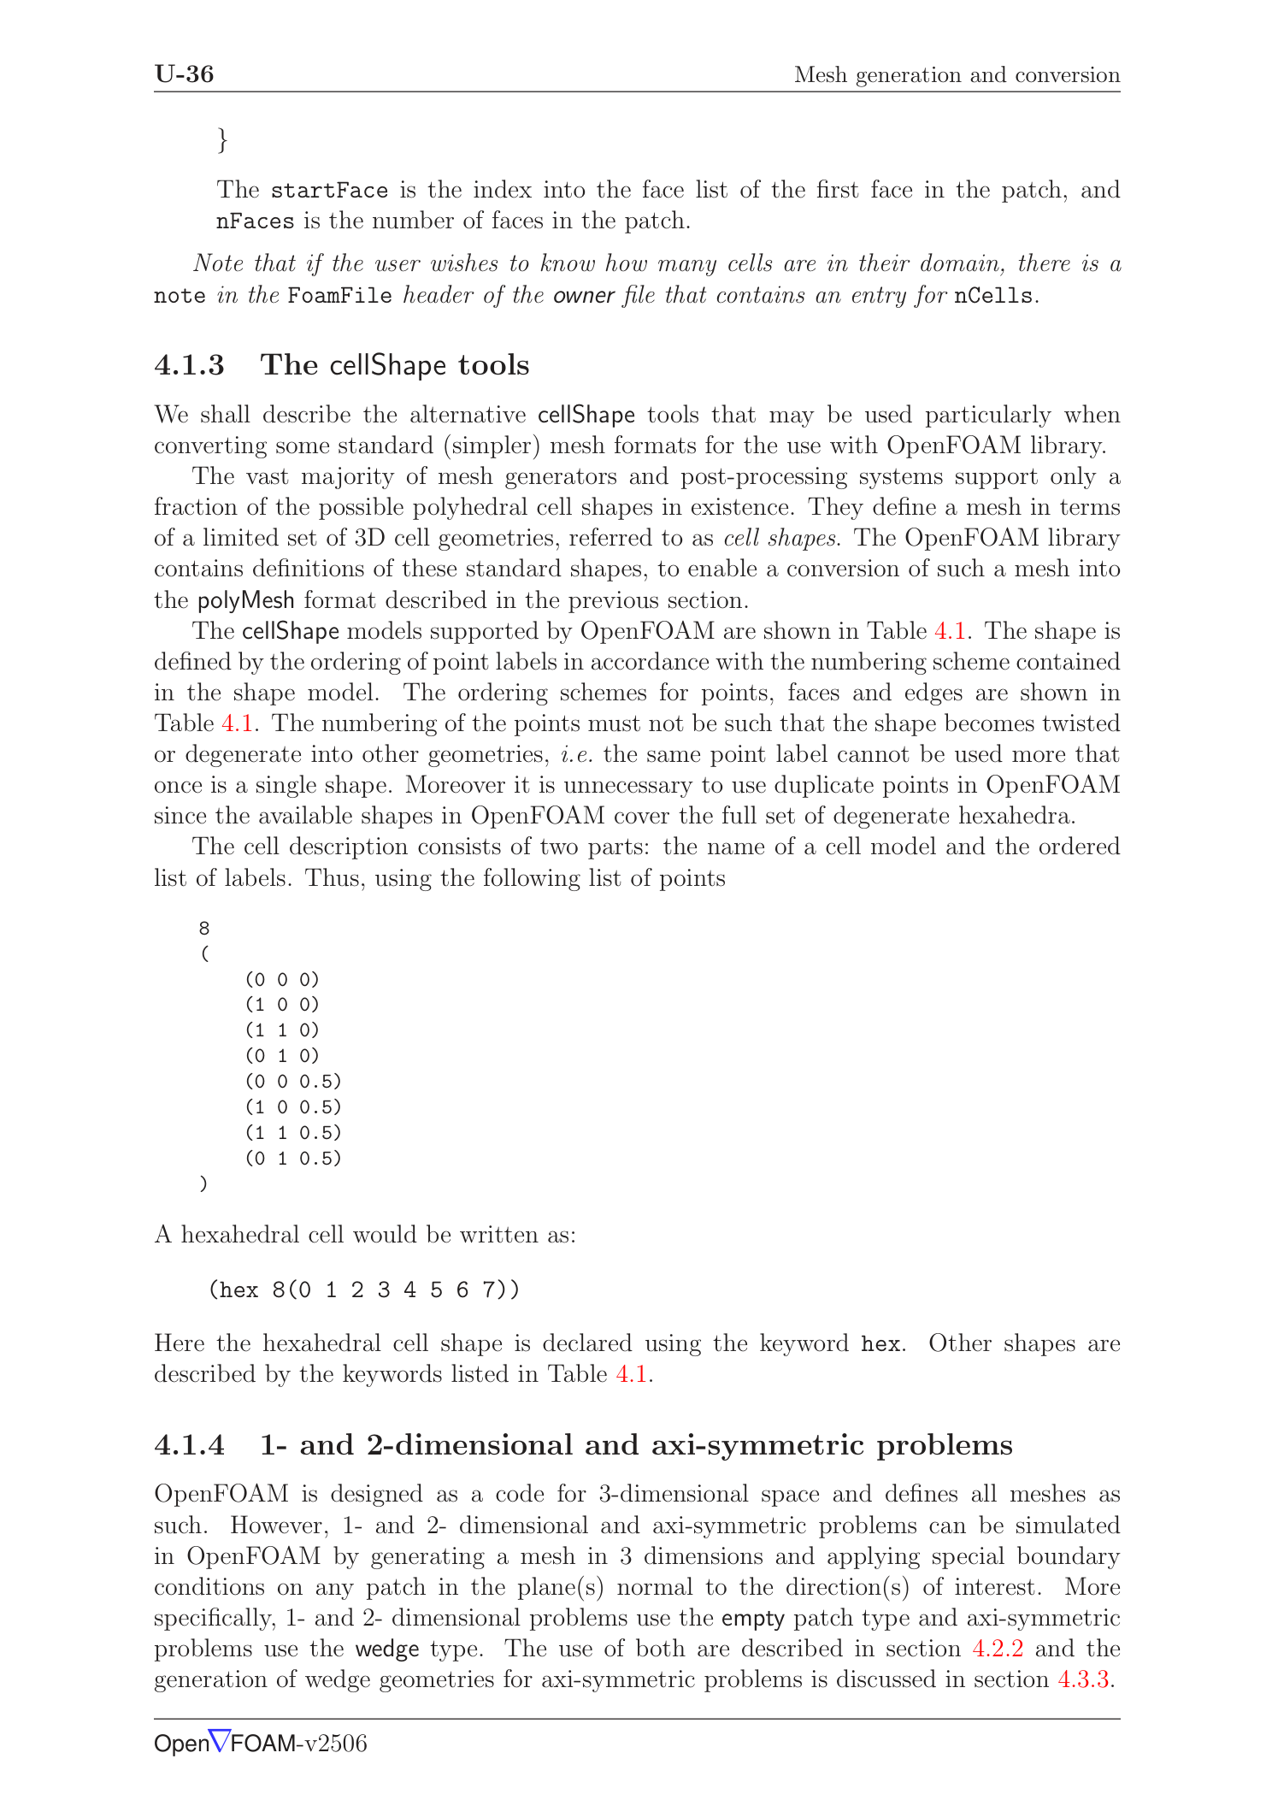 U-36 Mesh generation and conversion
}
The startFace is the index into the face list of the first face in the patch, and
nFaces is the number of faces in the patch.
Note that if the user wishes to know how many cells are in their domain, there is a
note in the FoamFile header of the owner file that contains an entry for nCells.
4.1.3 The cellShape tools
We shall describe the alternative cellShape tools that may be used particularly when
converting some standard (simpler) mesh formats for the use with OpenFOAM library.
The vast majority of mesh generators and post-processing systems support only a
fraction of the possible polyhedral cell shapes in existence. They define a mesh in terms
of a limited set of 3D cell geometries, referred to as cell shapes. The OpenFOAM library
contains definitions of these standard shapes, to enable a conversion of such a mesh into
the polyMesh format described in the previous section.
The cellShape models supported by OpenFOAM are shown in Table 4.1. The shape is
defined by the ordering of point labels in accordance with the numbering scheme contained
in the shape model. The ordering schemes for points, faces and edges are shown in
Table 4.1. The numbering of the points must not be such that the shape becomes twisted
or degenerate into other geometries, i.e. the same point label cannot be used more that
once is a single shape. Moreover it is unnecessary to use duplicate points in OpenFOAM
since the available shapes in OpenFOAM cover the full set of degenerate hexahedra.
The cell description consists of two parts: the name of a cell model and the ordered
list of labels. Thus, using the following list of points
8
(
(0 0 0)
(1 0 0)
(1 1 0)
(0 1 0)
(0 0 0.5)
(1 0 0.5)
(1 1 0.5)
(0 1 0.5)
)
A hexahedral cell would be written as:
(hex 8(0 1 2 3 4 5 6 7))
Here the hexahedral cell shape is declared using the keyword hex. Other shapes are
described by the keywords listed in Table 4.1.
4.1.4 1- and 2-dimensional and axi-symmetric problems
OpenFOAM is designed as a code for 3-dimensional space and defines all meshes as
such. However, 1- and 2- dimensional and axi-symmetric problems can be simulated
in OpenFOAM by generating a mesh in 3 dimensions and applying special boundary
conditions on any patch in the plane(s) normal to the direction(s) of interest. More
specifically, 1- and 2- dimensional problems use the empty patch type and axi-symmetric
problems use the wedge type. The use of both are described in section 4.2.2 and the
generation of wedge geometries for axi-symmetric problems is discussed in section 4.3.3.
Open∇FOAM-v2506